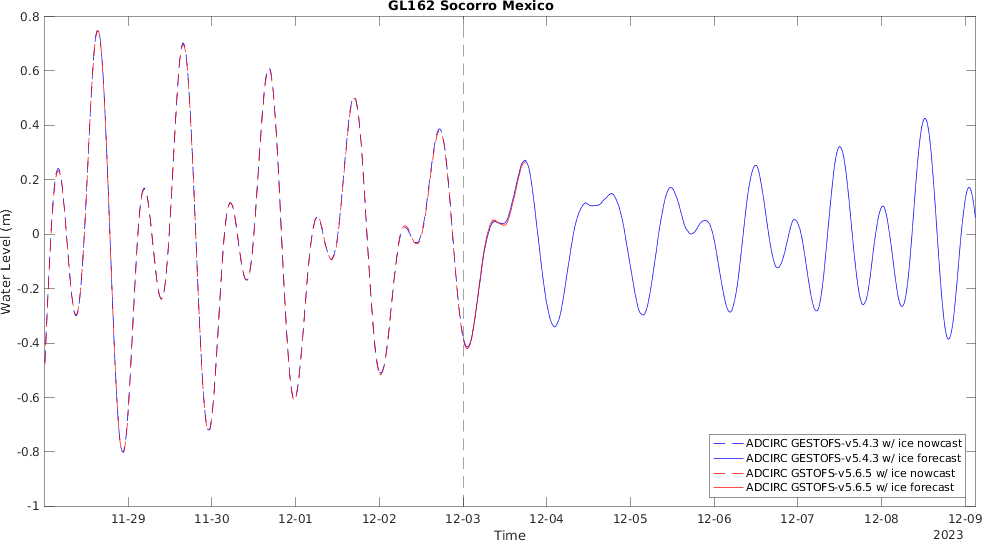 GL162 Socorro Mexico
0.8
0.6
0.4
0.2
0
-0.2
-0.4
-0.6
-0.8
-1
Water Level (m)
ADCIRC GESTOFS-v5.4.3 w/ ice nowcast
ADCIRC GESTOFS-v5.4.3 w/ ice forecast
ADCIRC GSTOFS-v5.6.5 w/ ice nowcast
ADCIRC GSTOFS-v5.6.5 w/ ice forecast
11-29 11-30 12-01 12-02 12-03 12-04 12-05 12-06 12-07 12-08 12-09
Time
2023